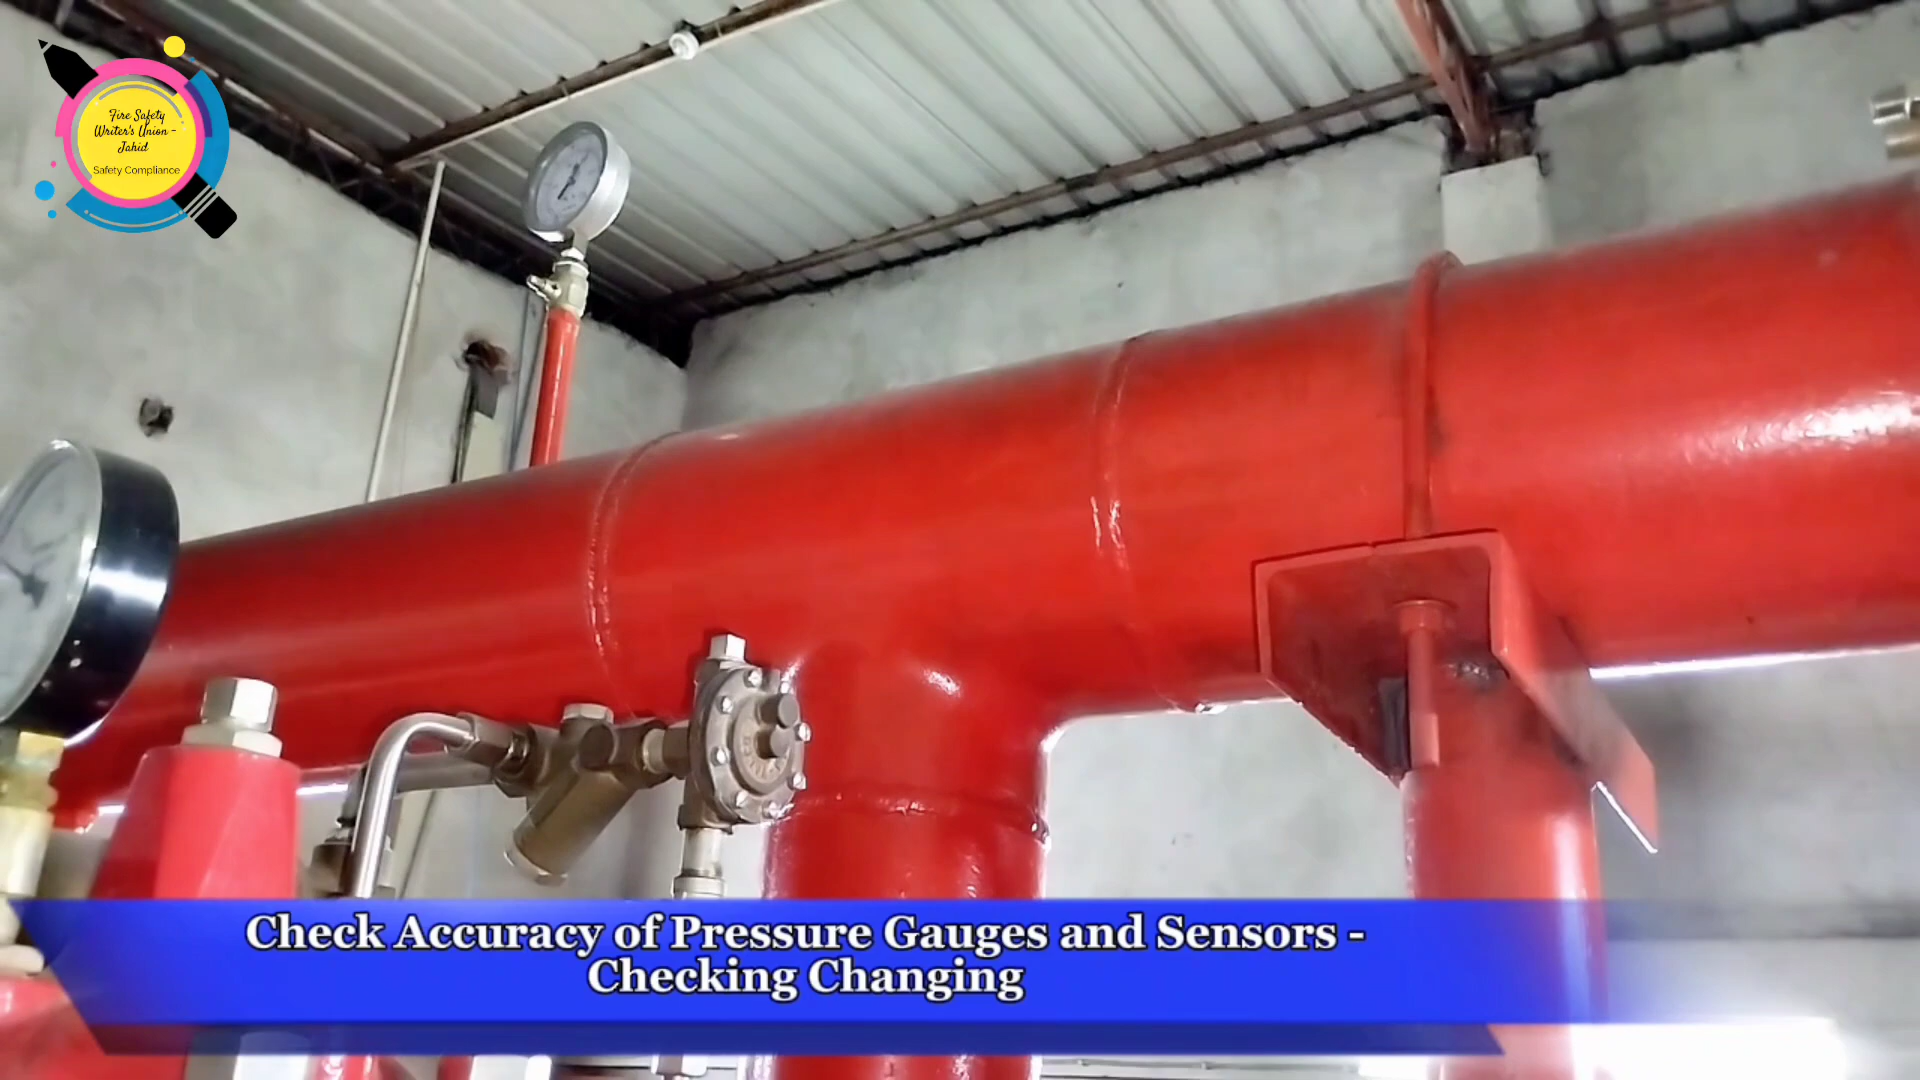 Fire Safety
Writer's Union -
Jahid
Safety Compliance
Check Accuracy of Pressure Gauges and Sensors -
Checking Changing